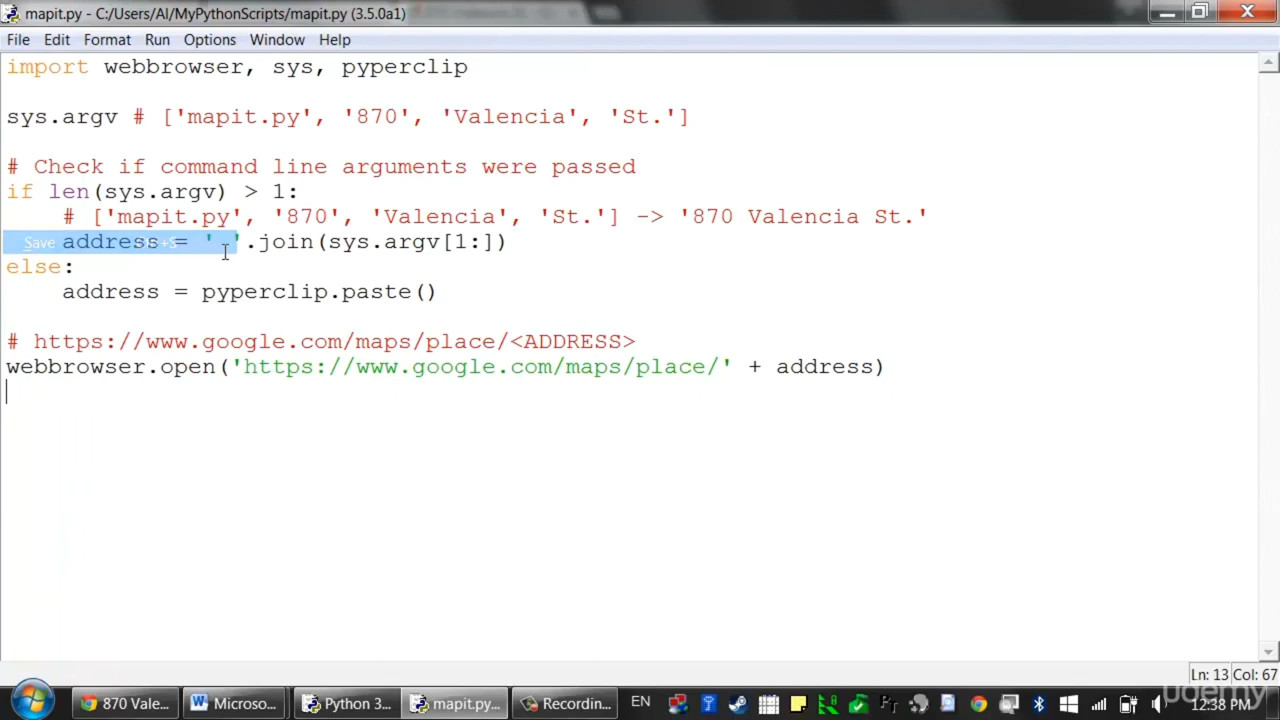 mapit.py - C:/Users/Al/MyPythonScripts/mapit.py (3.5.0a1)
File Edit Format Run Options Window Help
import webbrowser, sys, pyperclip
sys.argv # ['mapit.py', '870', 'Valencia', 'St.']
# Check if command line arguments were passed
if len(sys.argv) > 1:
# ['mapit.py', '870', 'Valencia', 'St.'] -> '870 Valencia St.'
Save
address = ' '.join(sys.argv[1:])
else:
address = pyperclip.paste()
# https://www.google.com/maps/place/<ADDRESS>
webbrowser.open('https://www.google.com/maps/place/' + address)
Ln: 13 Col: 67
870 Vale... Microso... Python 3... mapit.py... Recordin... EN 12:38 PM
udemy